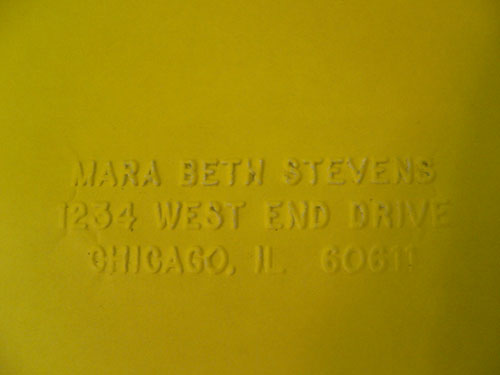 MARA BETH STEVENS
1234 WEST END DRIVE
CHICAGO, IL 60611